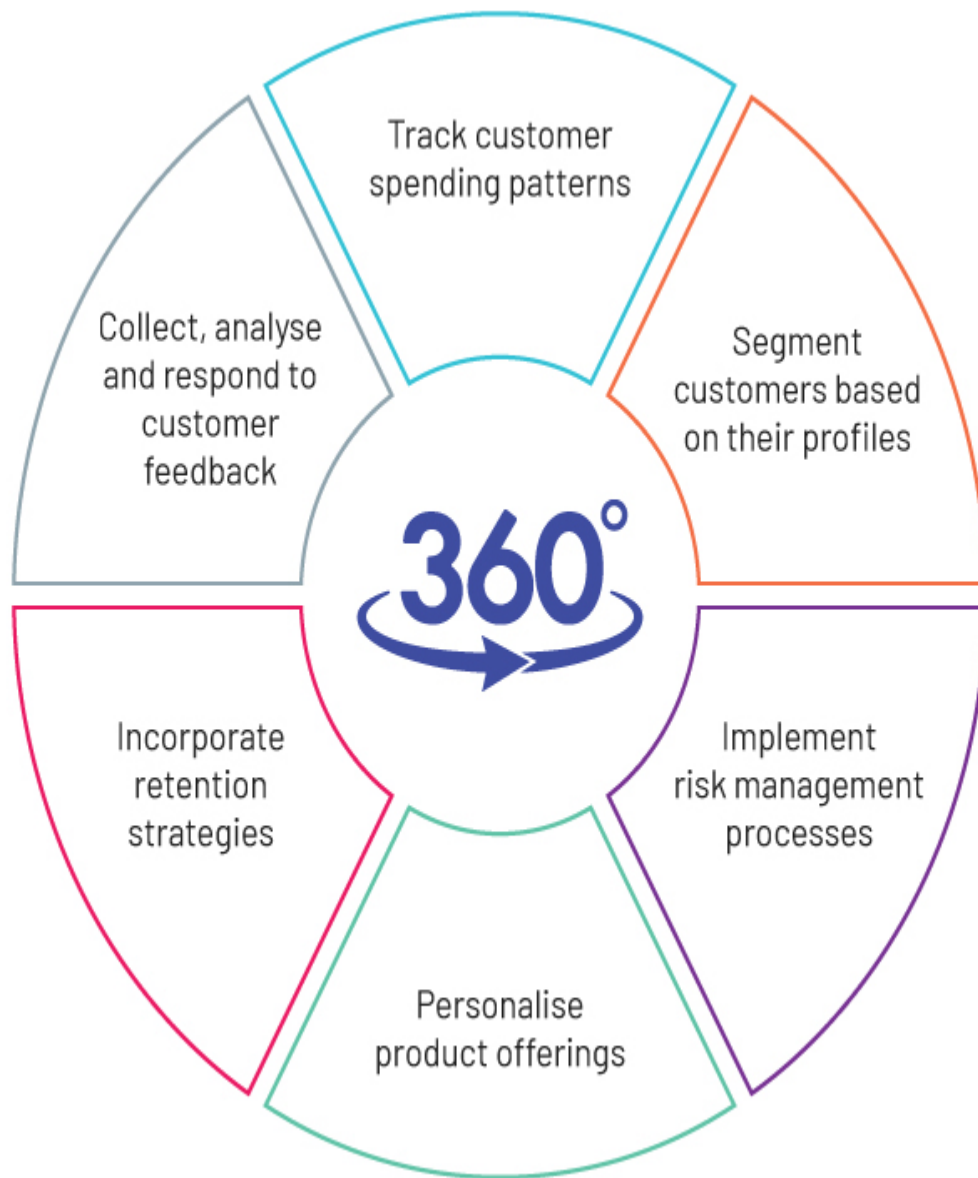 Track customer
spending patterns
Segment
customers based
on their profiles
Implement
risk management
processes
Personalise
product offerings
Incorporate
retention
strategies
Collect, analyse
and respond to
customer
feedback
360°